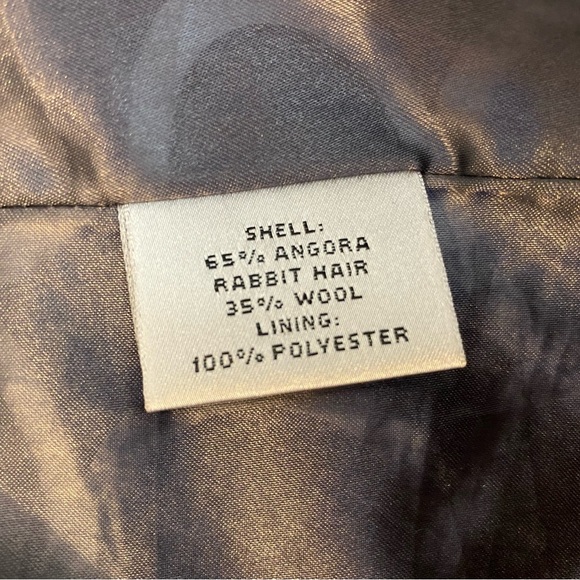 SHELL:
65% ANGORA
RABBIT HAIR
35% WOOL
LINING:
100% POLYESTER